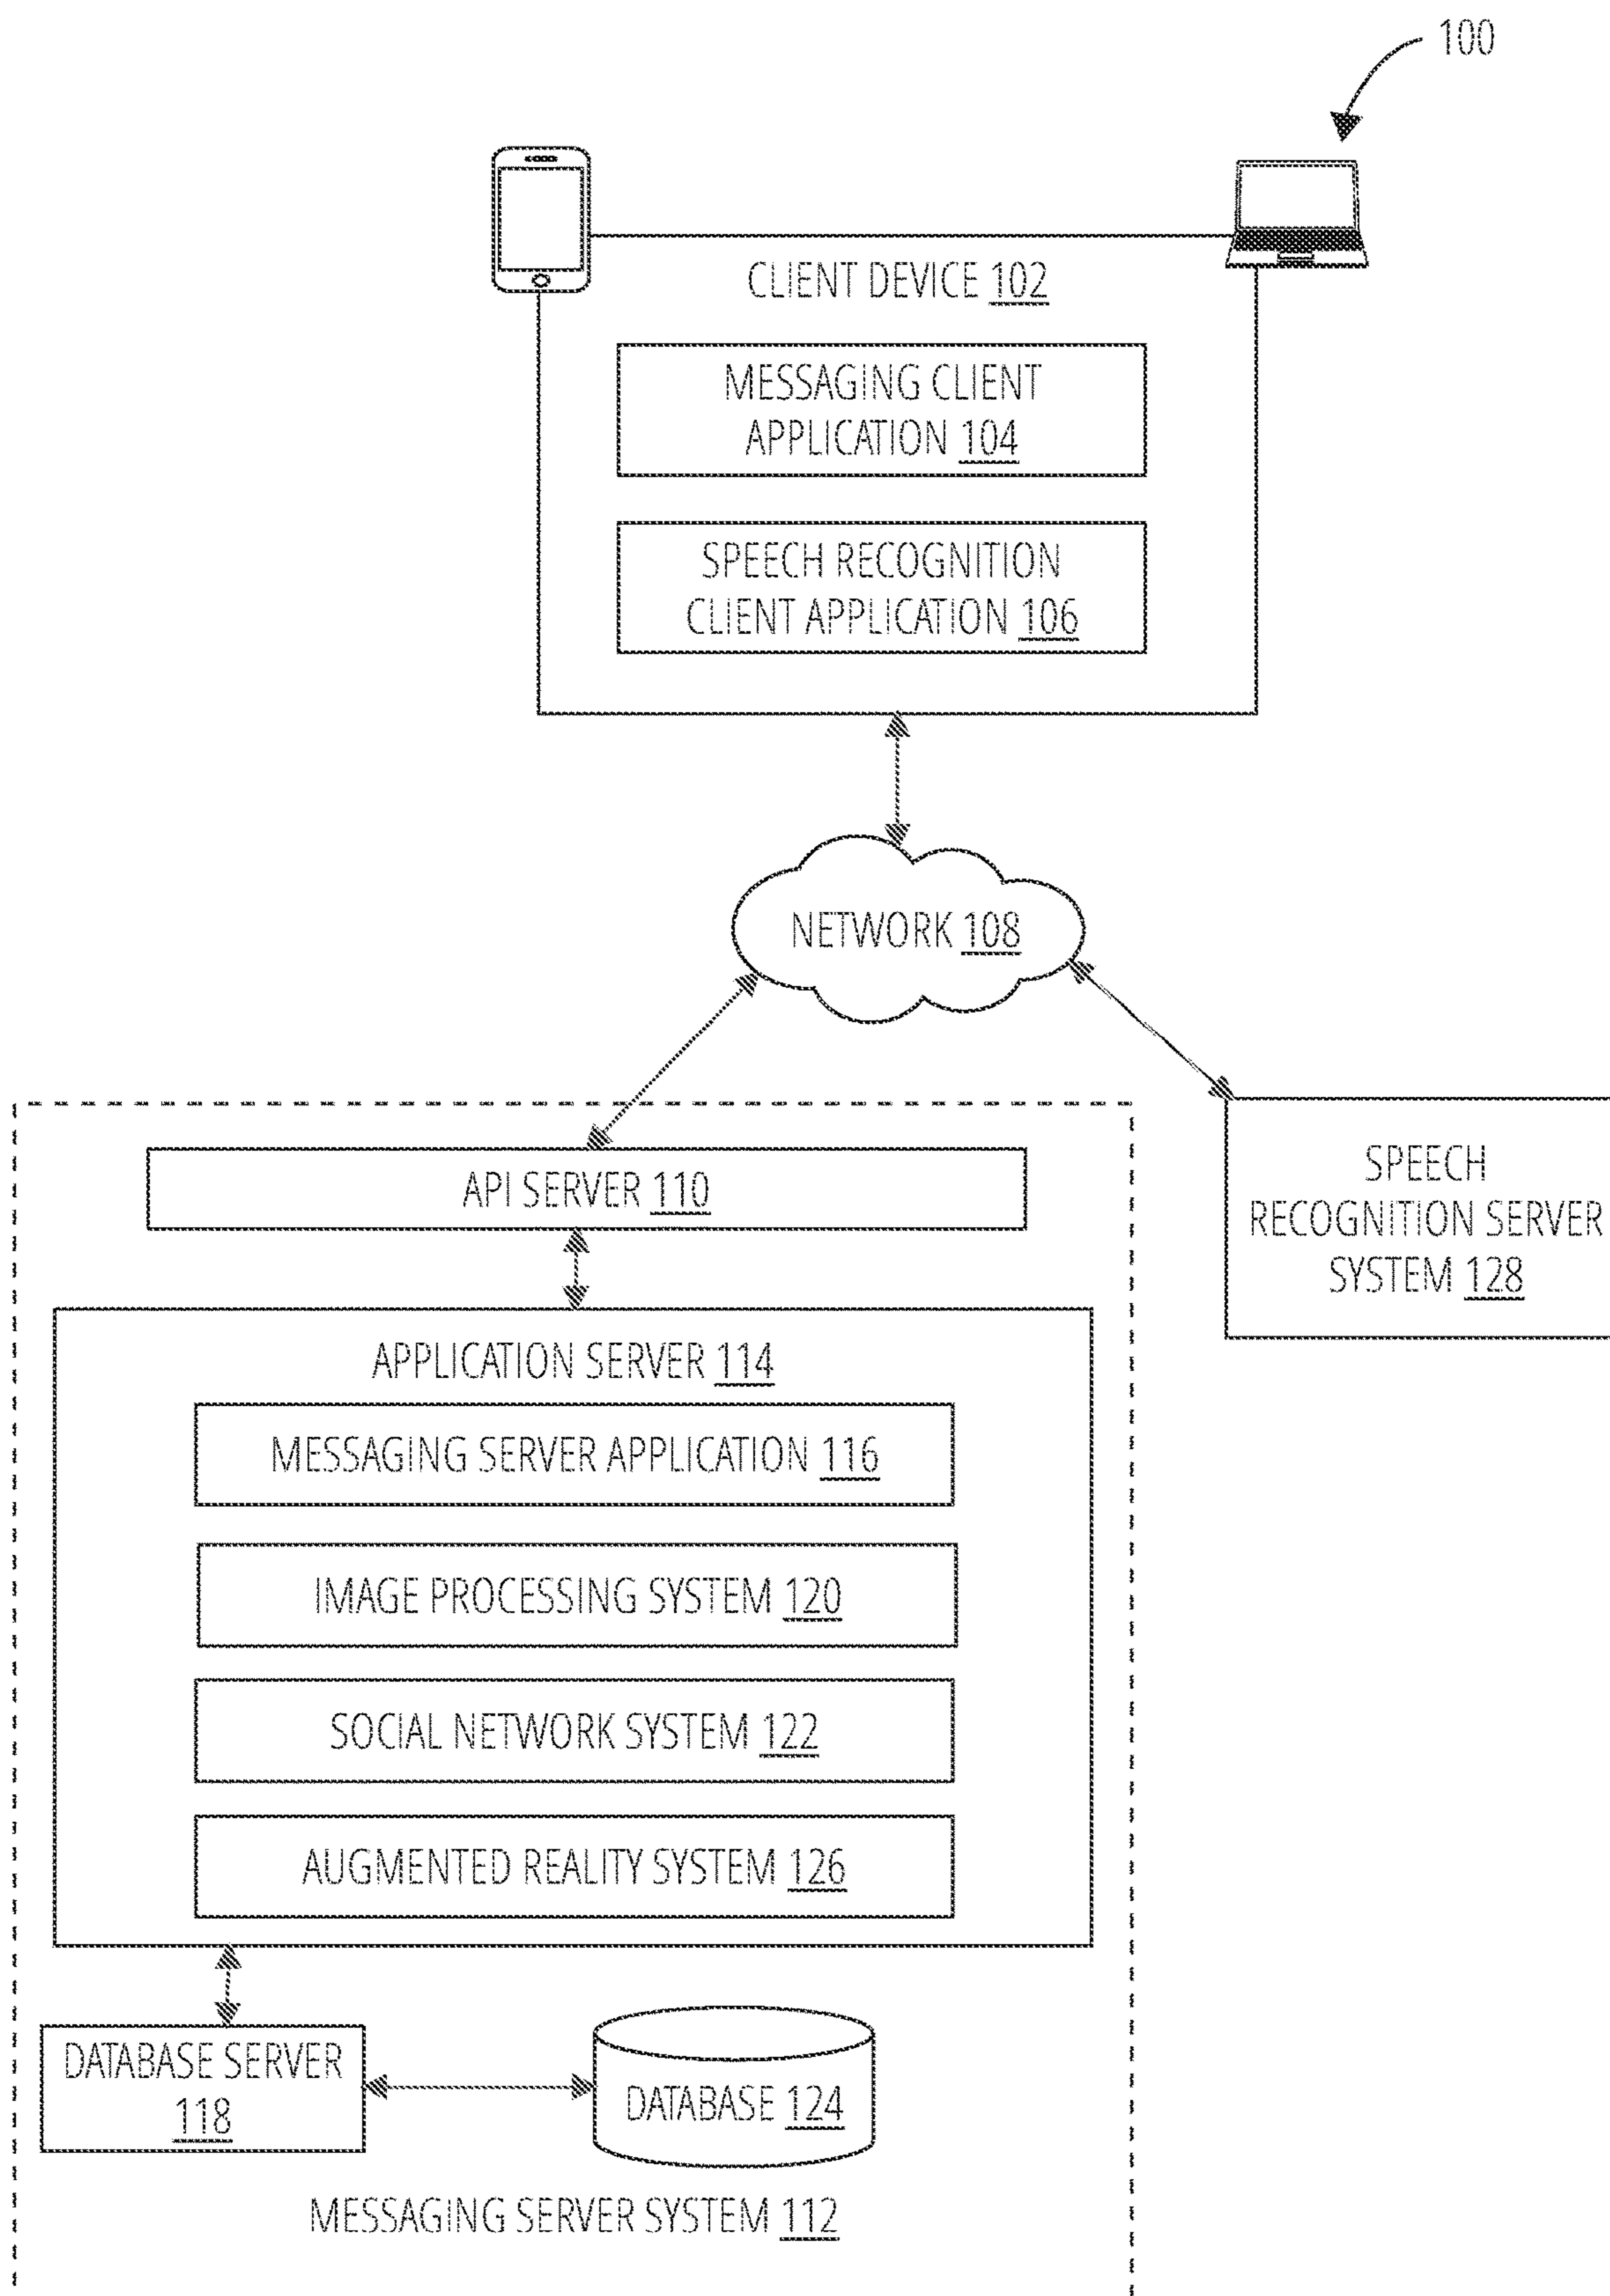 100
CLIENT DEVICE 102
MESSAGING CLIENT
APPLICATION 104
SPEECH RECOGNITION
CLIENT APPLICATION 106
NETWORK 108
API SERVER 110
SPEECH
RECOGNITION SERVER
SYSTEM 128
APPLICATION SERVER 114
MESSAGING SERVER APPLICATION 116
IMAGE PROCESSING SYSTEM 120
SOCIAL NETWORK SYSTEM 122
AUGMENTED REALITY SYSTEM 126
DATABASE SERVER
118
DATABASE 124
MESSAGING SERVER SYSTEM 112